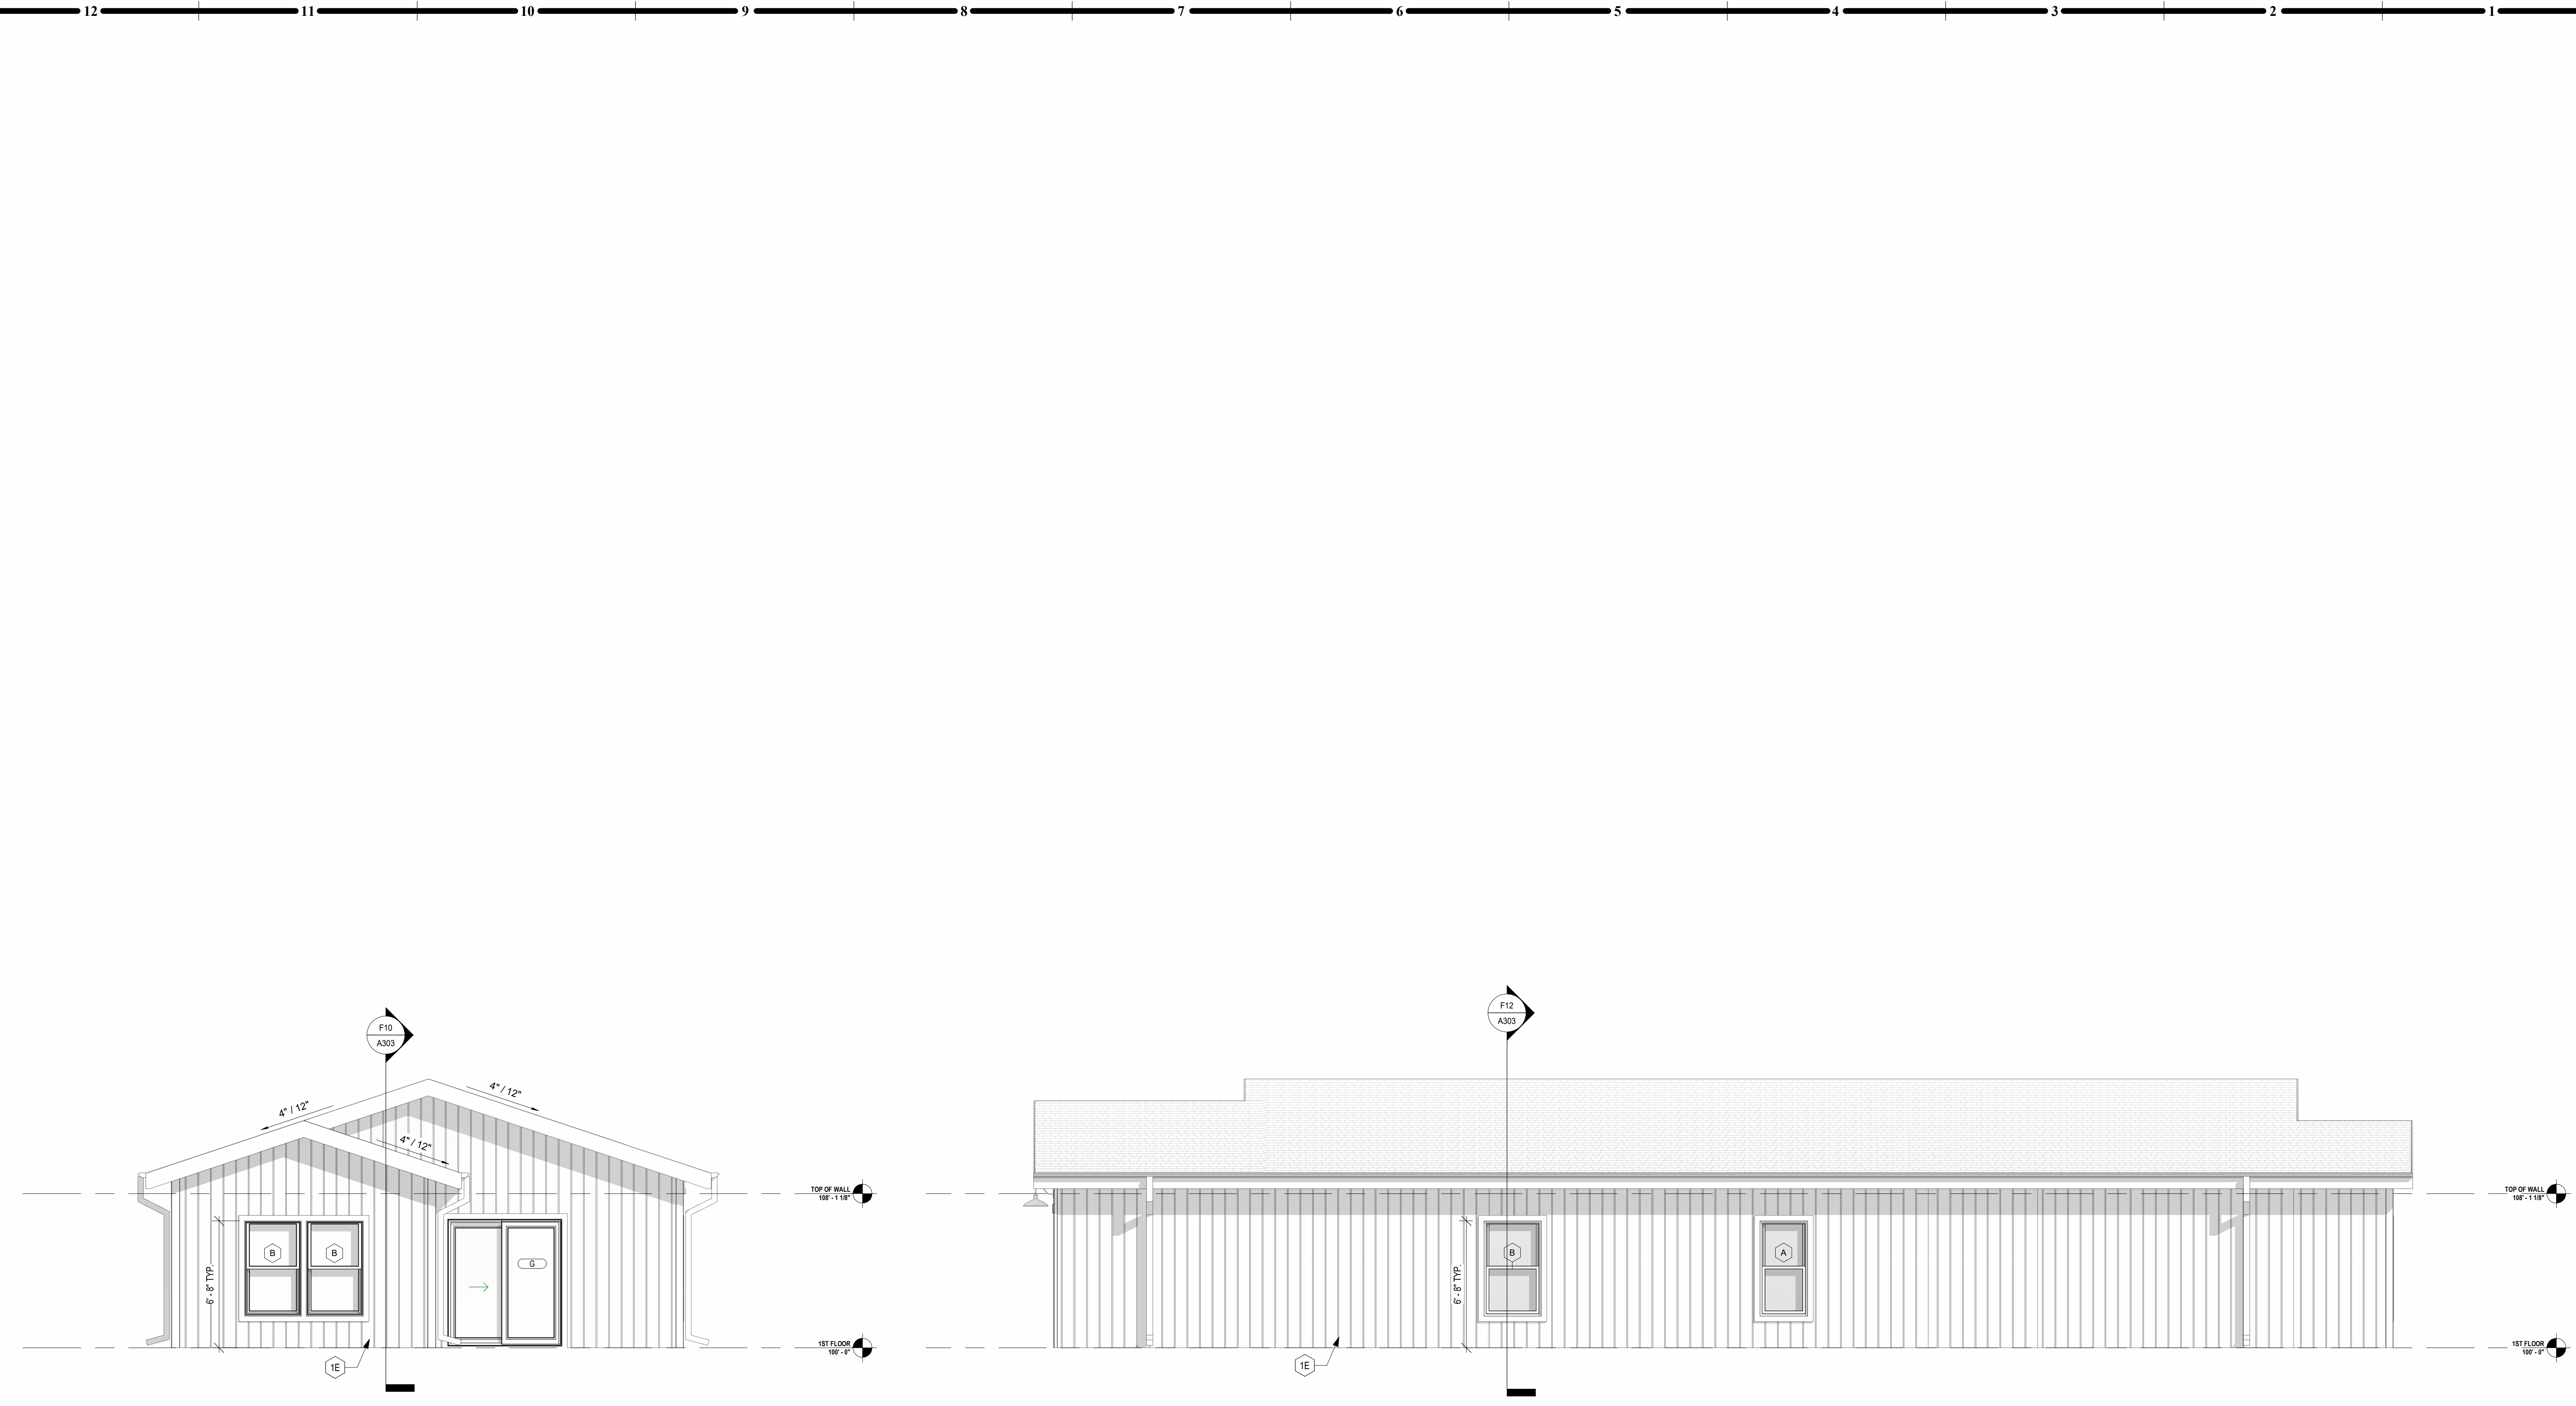 12 11 10 9 8 7 6 5 4 3 2 1
F10
A303
4" / 12"
4" / 12"
4" / 12"
TOP OF WALL
108' - 1 1/8"
6' - 8" TYP.
B
B
G
1ST FLOOR
100' - 0"
1E
F12
A303
TOP OF WALL
108' - 1 1/8"
6' - 8" TYP.
B
A
1ST FLOOR
100' - 0"
1E